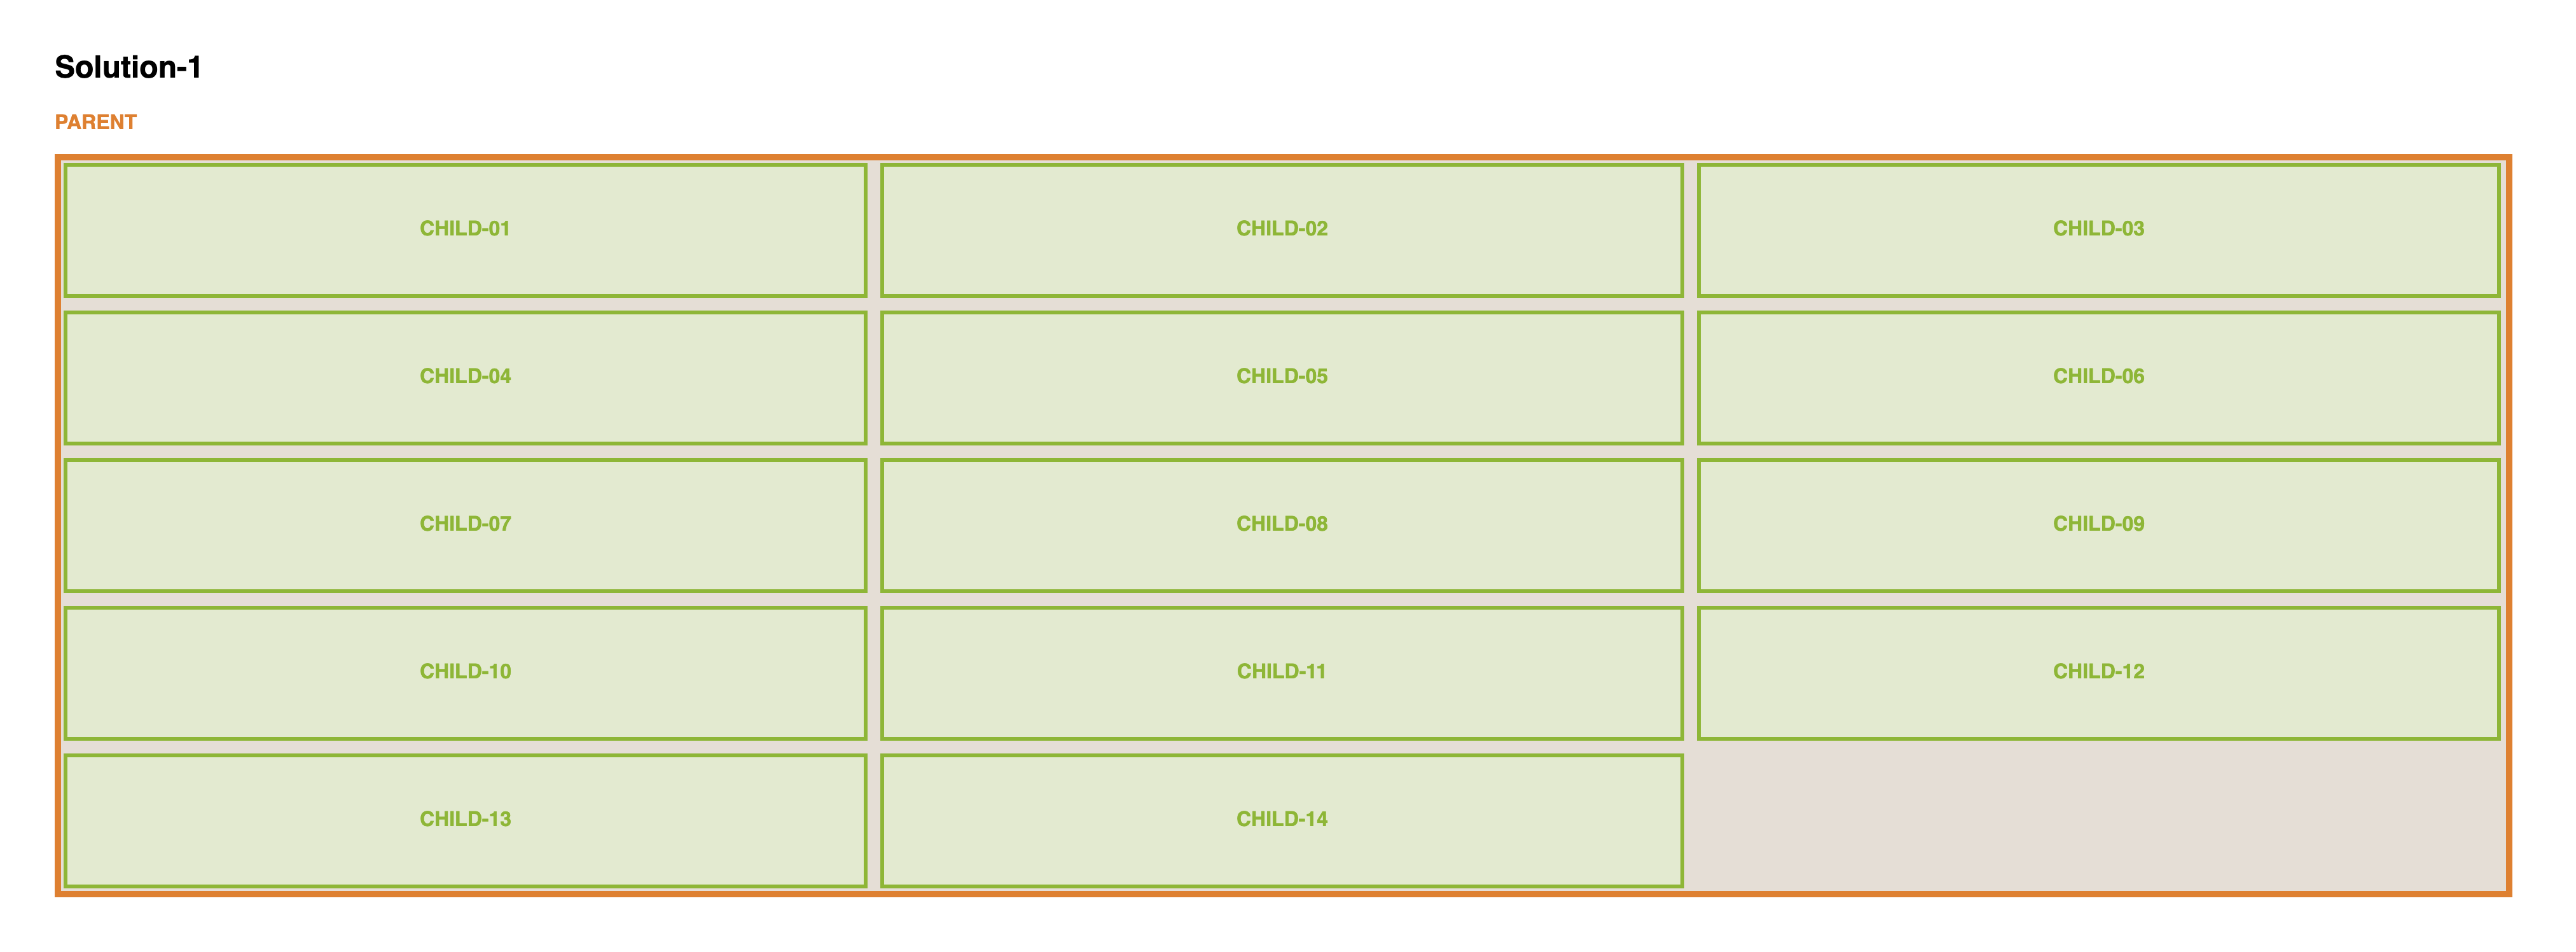 Solution-1
PARENT
CHILD-01 CHILD-02 CHILD-03
CHILD-04 CHILD-05 CHILD-06
CHILD-07 CHILD-08 CHILD-09
CHILD-10 CHILD-11 CHILD-12
CHILD-13 CHILD-14